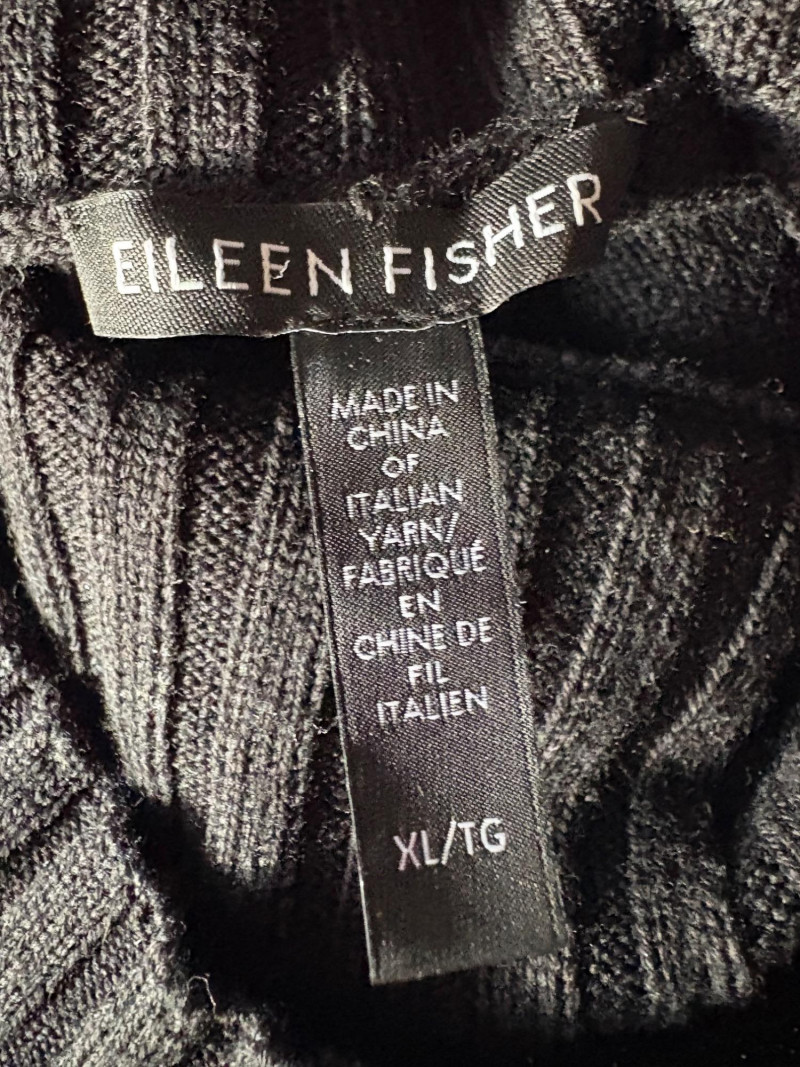 EILEEN FISHER
MADE IN
CHINA
OF
ITALIAN
YARN/
FABRIQUÉ
EN
CHINE DE
FIL
ITALIEN
XL/TG